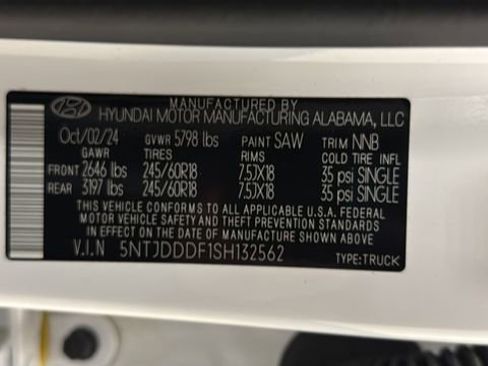 MANUFACTURED BY
HYUNDAI MOTOR MANUFACTURING ALABAMA, LLC
Oct/02/24 GVWR 5798 lbs PAINT SAW TRIM NNB
GAWR TIRES RIMS COLD TIRE INFL
FRONT 2646 lbs 245/60R18 7.5JX18 35 psi SINGLE
REAR 3197 lbs 245/60R18 7.5JX18 35 psi SINGLE
THIS VEHICLE CONFORMS TO ALL APPLICABLE U.S.A. FEDERAL
MOTOR VEHICLE SAFETY AND THEFT PREVENTION STANDARDS
IN EFFECT ON THE DATE OF MANUFACTURE SHOWN ABOVE
V.I.N 5NTJDDDF1SH132562 TYPE:TRUCK